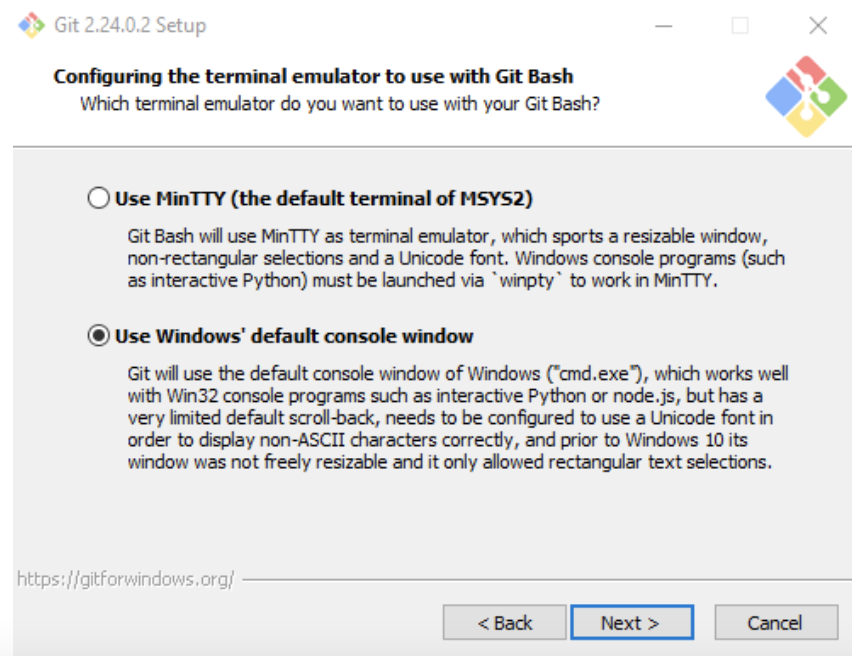 Git 2.24.0.2 Setup
Configuring the terminal emulator to use with Git Bash
Which terminal emulator do you want to use with your Git Bash?
Use MinTTY (the default terminal of MSYS2)
Git Bash will use MinTTY as terminal emulator, which sports a resizable window,
non-rectangular selections and a Unicode font. Windows console programs (such
as interactive Python) must be launched via `winpty` to work in MinTTY.
Use Windows' default console window
Git will use the default console window of Windows ("cmd.exe"), which works well
with Win32 console programs such as interactive Python or node.js, but has a
very limited default scroll-back, needs to be configured to use a Unicode font in
order to display non-ASCII characters correctly, and prior to Windows 10 its
window was not freely resizable and it only allowed rectangular text selections.
https://gitforwindows.org/
< Back
Next >
Cancel